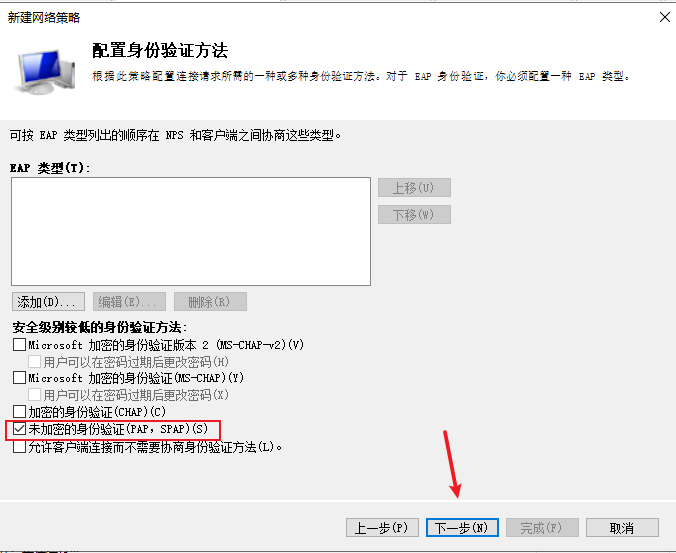 新建网络策略
配置身份验证方法
根据此策略配置连接请求所需的一种或多种身份验证方法。对于 EAP 身份验证，你必须配置一种 EAP 类型。
可按 EAP 类型列出的顺序在 NPS 和客户端之间协商这些类型。
EAP 类型(T):
上移(U)
下移(W)
添加(D)... 编辑(E)... 删除(R)
安全级别较低的身份验证方法:
Microsoft 加密的身份验证版本 2 (MS-CHAP-v2)(V)
用户可以在密码过期后更改密码(H)
Microsoft 加密的身份验证(MS-CHAP)(Y)
用户可以在密码过期后更改密码(X)
加密的身份验证(CHAP)(C)
未加密的身份验证(PAP，SPAP)(S)
允许客户端连接而不需要协商身份验证方法(L)。
上一步(P) 下一步(N) 完成(F) 取消